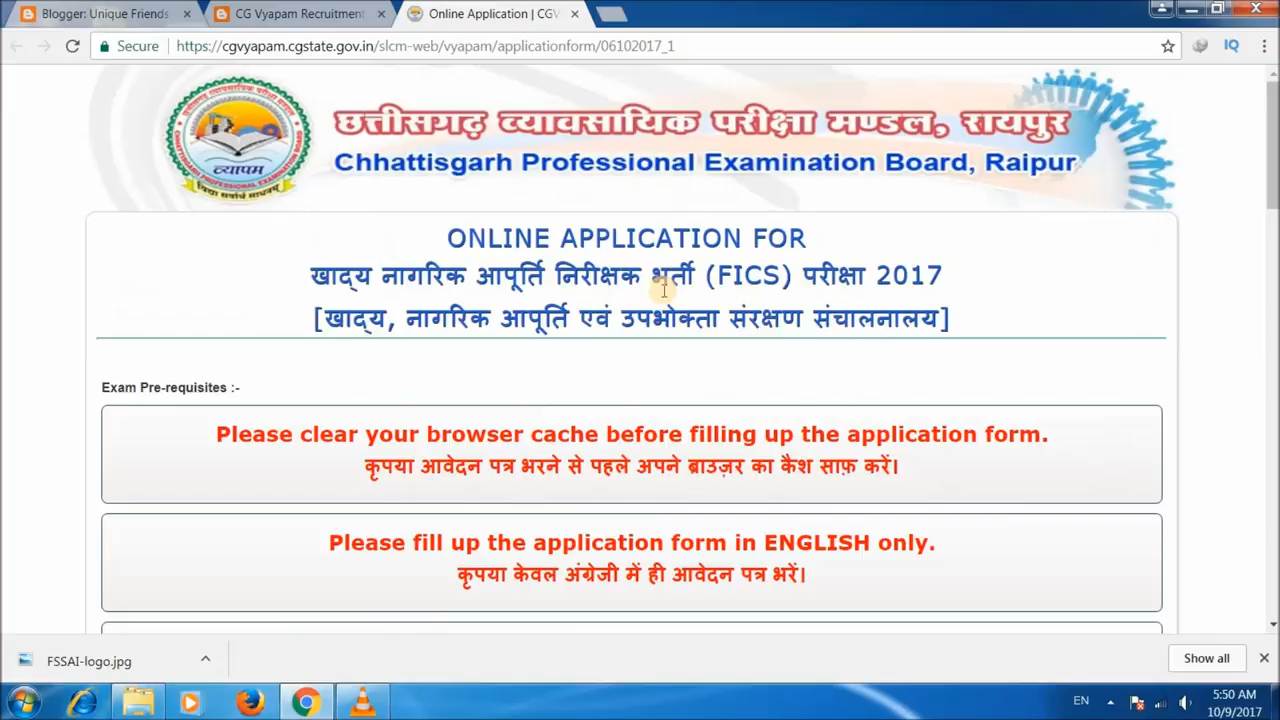 Blogger: Unique Friends
CG Vyapam Recruitment
Online Application | CGV
Secure
https://cgvyapam.cgstate.gov.in/slcm-web/vyapam/applicationform/06102017_1
IQ
व्यापम
छत्तीसगढ़ व्यावसायिक परीक्षा मण्डल, रायपुर
Chhattisgarh Professional Examination Board, Raipur
ONLINE APPLICATION FOR
खाद्य नागरिक आपूर्ति निरीक्षक भर्ती (FICS) परीक्षा 2017
[खाद्य, नागरिक आपूर्ति एवं उपभोक्ता संरक्षण संचालनालय]
Exam Pre-requisites :-
Please clear your browser cache before filling up the application form.
कृपया आवेदन पत्र भरने से पहले अपने ब्राउज़र का कैश साफ़ करें।
Please fill up the application form in ENGLISH only.
कृपया केवल अंग्रेजी में ही आवेदन पत्र भरें।
FSSAI-logo.jpg
Show all
EN
5:50 AM
10/9/2017